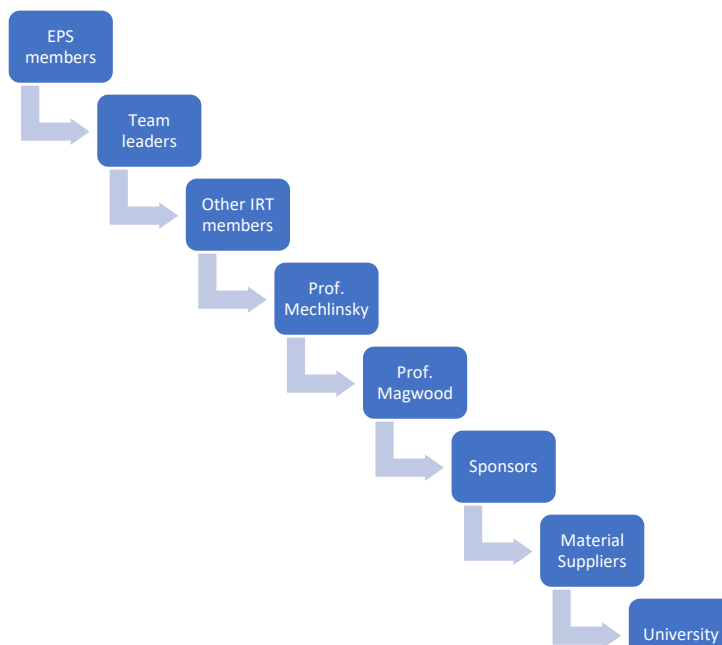 EPS
members
Team
leaders
Other IRT
members
Prof.
Mechlinsky
Prof.
Magwood
Sponsors
Material
Suppliers
University